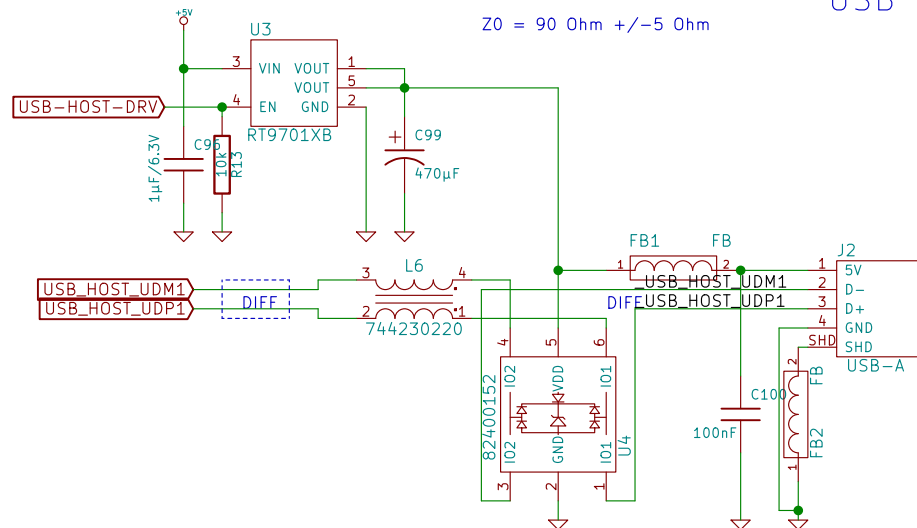 USB
Z0 = 90 Ohm +/-5 Ohm
+5V
U3
3 VIN VOUT 1
VOUT 5
USB-HOST-DRV 4 EN GND 2
RT9701XB
1µF/6.3V
C96
10k
R13
+ C99
470µF
USB_HOST_UDM1
USB_HOST_UDP1
DIFF
L6
3 4
2 1
744230220
FB1 FB
1 2
_USB_HOST_UDM1
DIFF _USB_HOST_UDP1
J2
1 5V
2 D-
3 D+
4 GND
SHD SHD
USB-A
4 5 6
IO2 VDD IO1
IO2 GND IO1
3 2 1
82400152
U4
C100
100nF
2
FB
FB2
1